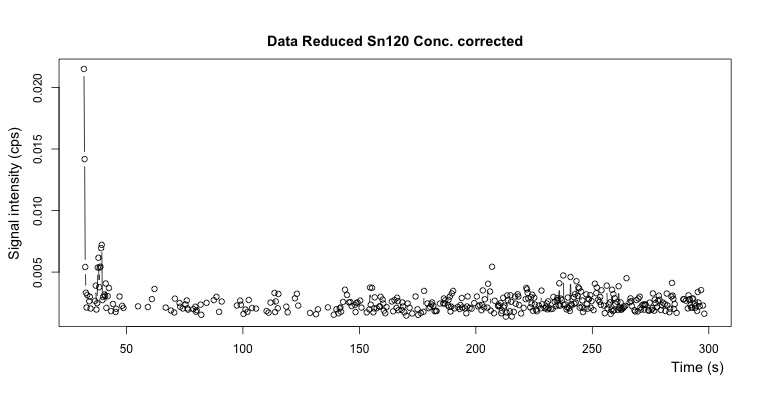 Data Reduced Sn120 Conc. corrected
Signal intensity (cps)
0.020
0.015
0.010
0.005
50 100 150 200 250 300
Time (s)